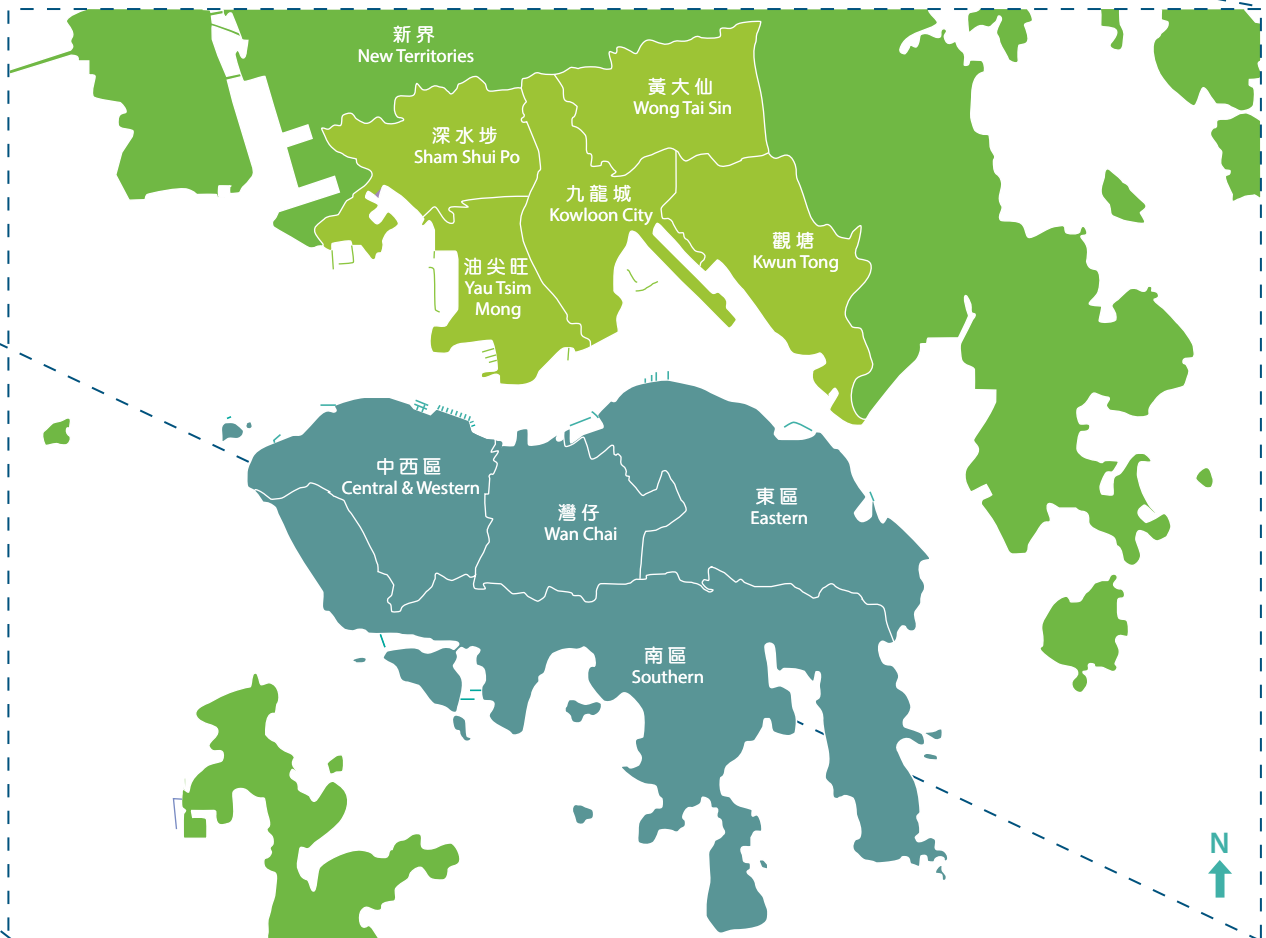 新界
New Territories
黃大仙
Wong Tai Sin
深水埗
Sham Shui Po
九龍城
Kowloon City
觀塘
Kwun Tong
油尖旺
Yau Tsim
Mong
中西區
Central & Western
灣仔
Wan Chai
東區
Eastern
南區
Southern
N